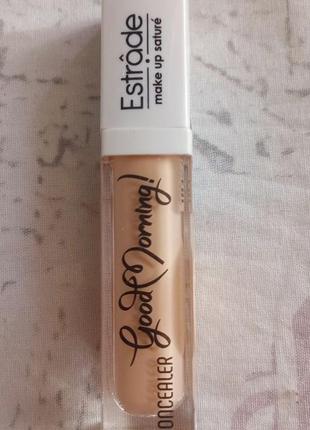 Estrâde
make up saturé
Good Morning!
ONCEALER